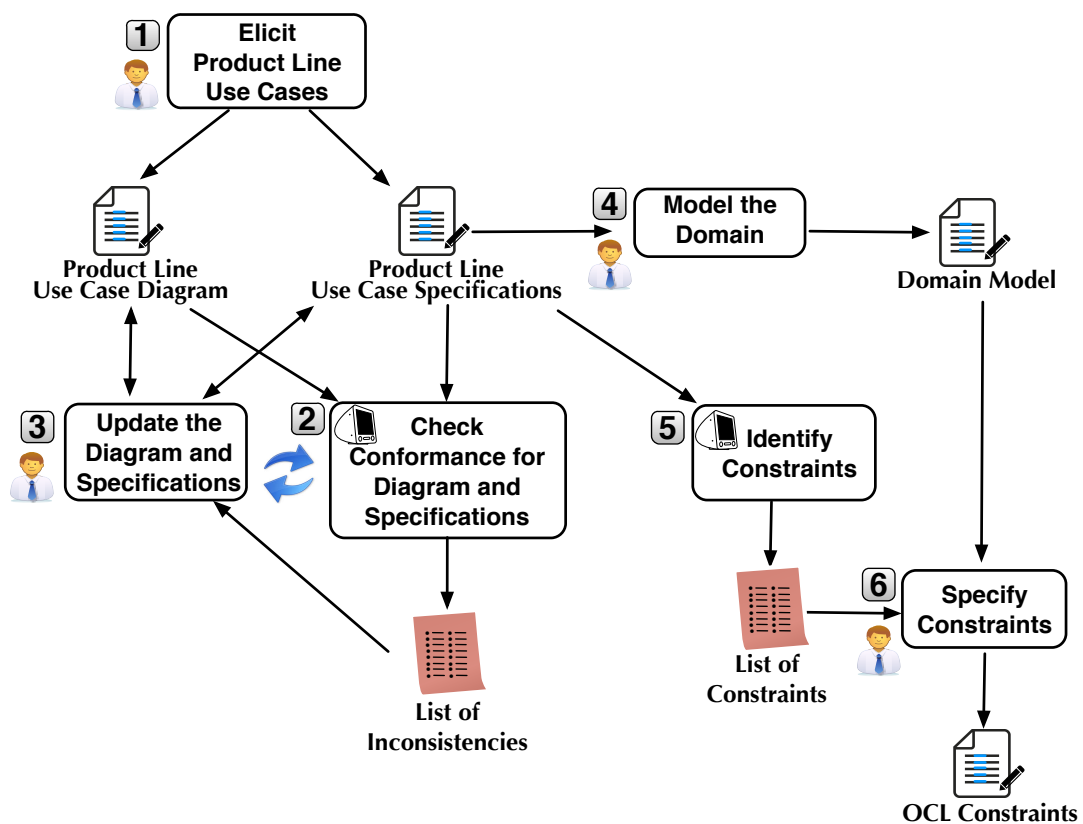 1
Elicit
Product Line
Use Cases
Product Line
Use Case Diagram
Product Line
Use Case Specifications
4
Model the
Domain
Domain Model
3
Update the
Diagram and
Specifications
2
Check
Conformance for
Diagram and
Specifications
5
Identify
Constraints
List of
Inconsistencies
List of
Constraints
6
Specify
Constraints
OCL Constraints